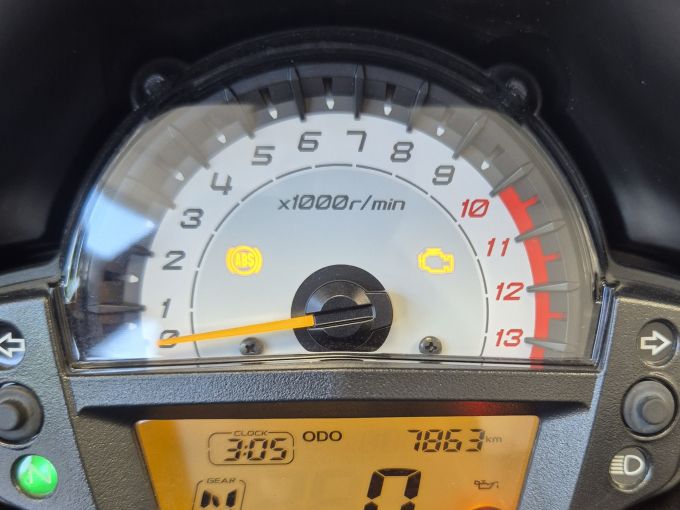 0 1 2 3 4 5 6 7 8 9 10 11 12 13
x1000r/min
ABS
CLOCK ODO
3:05 7863 km
GEAR
N 0
N